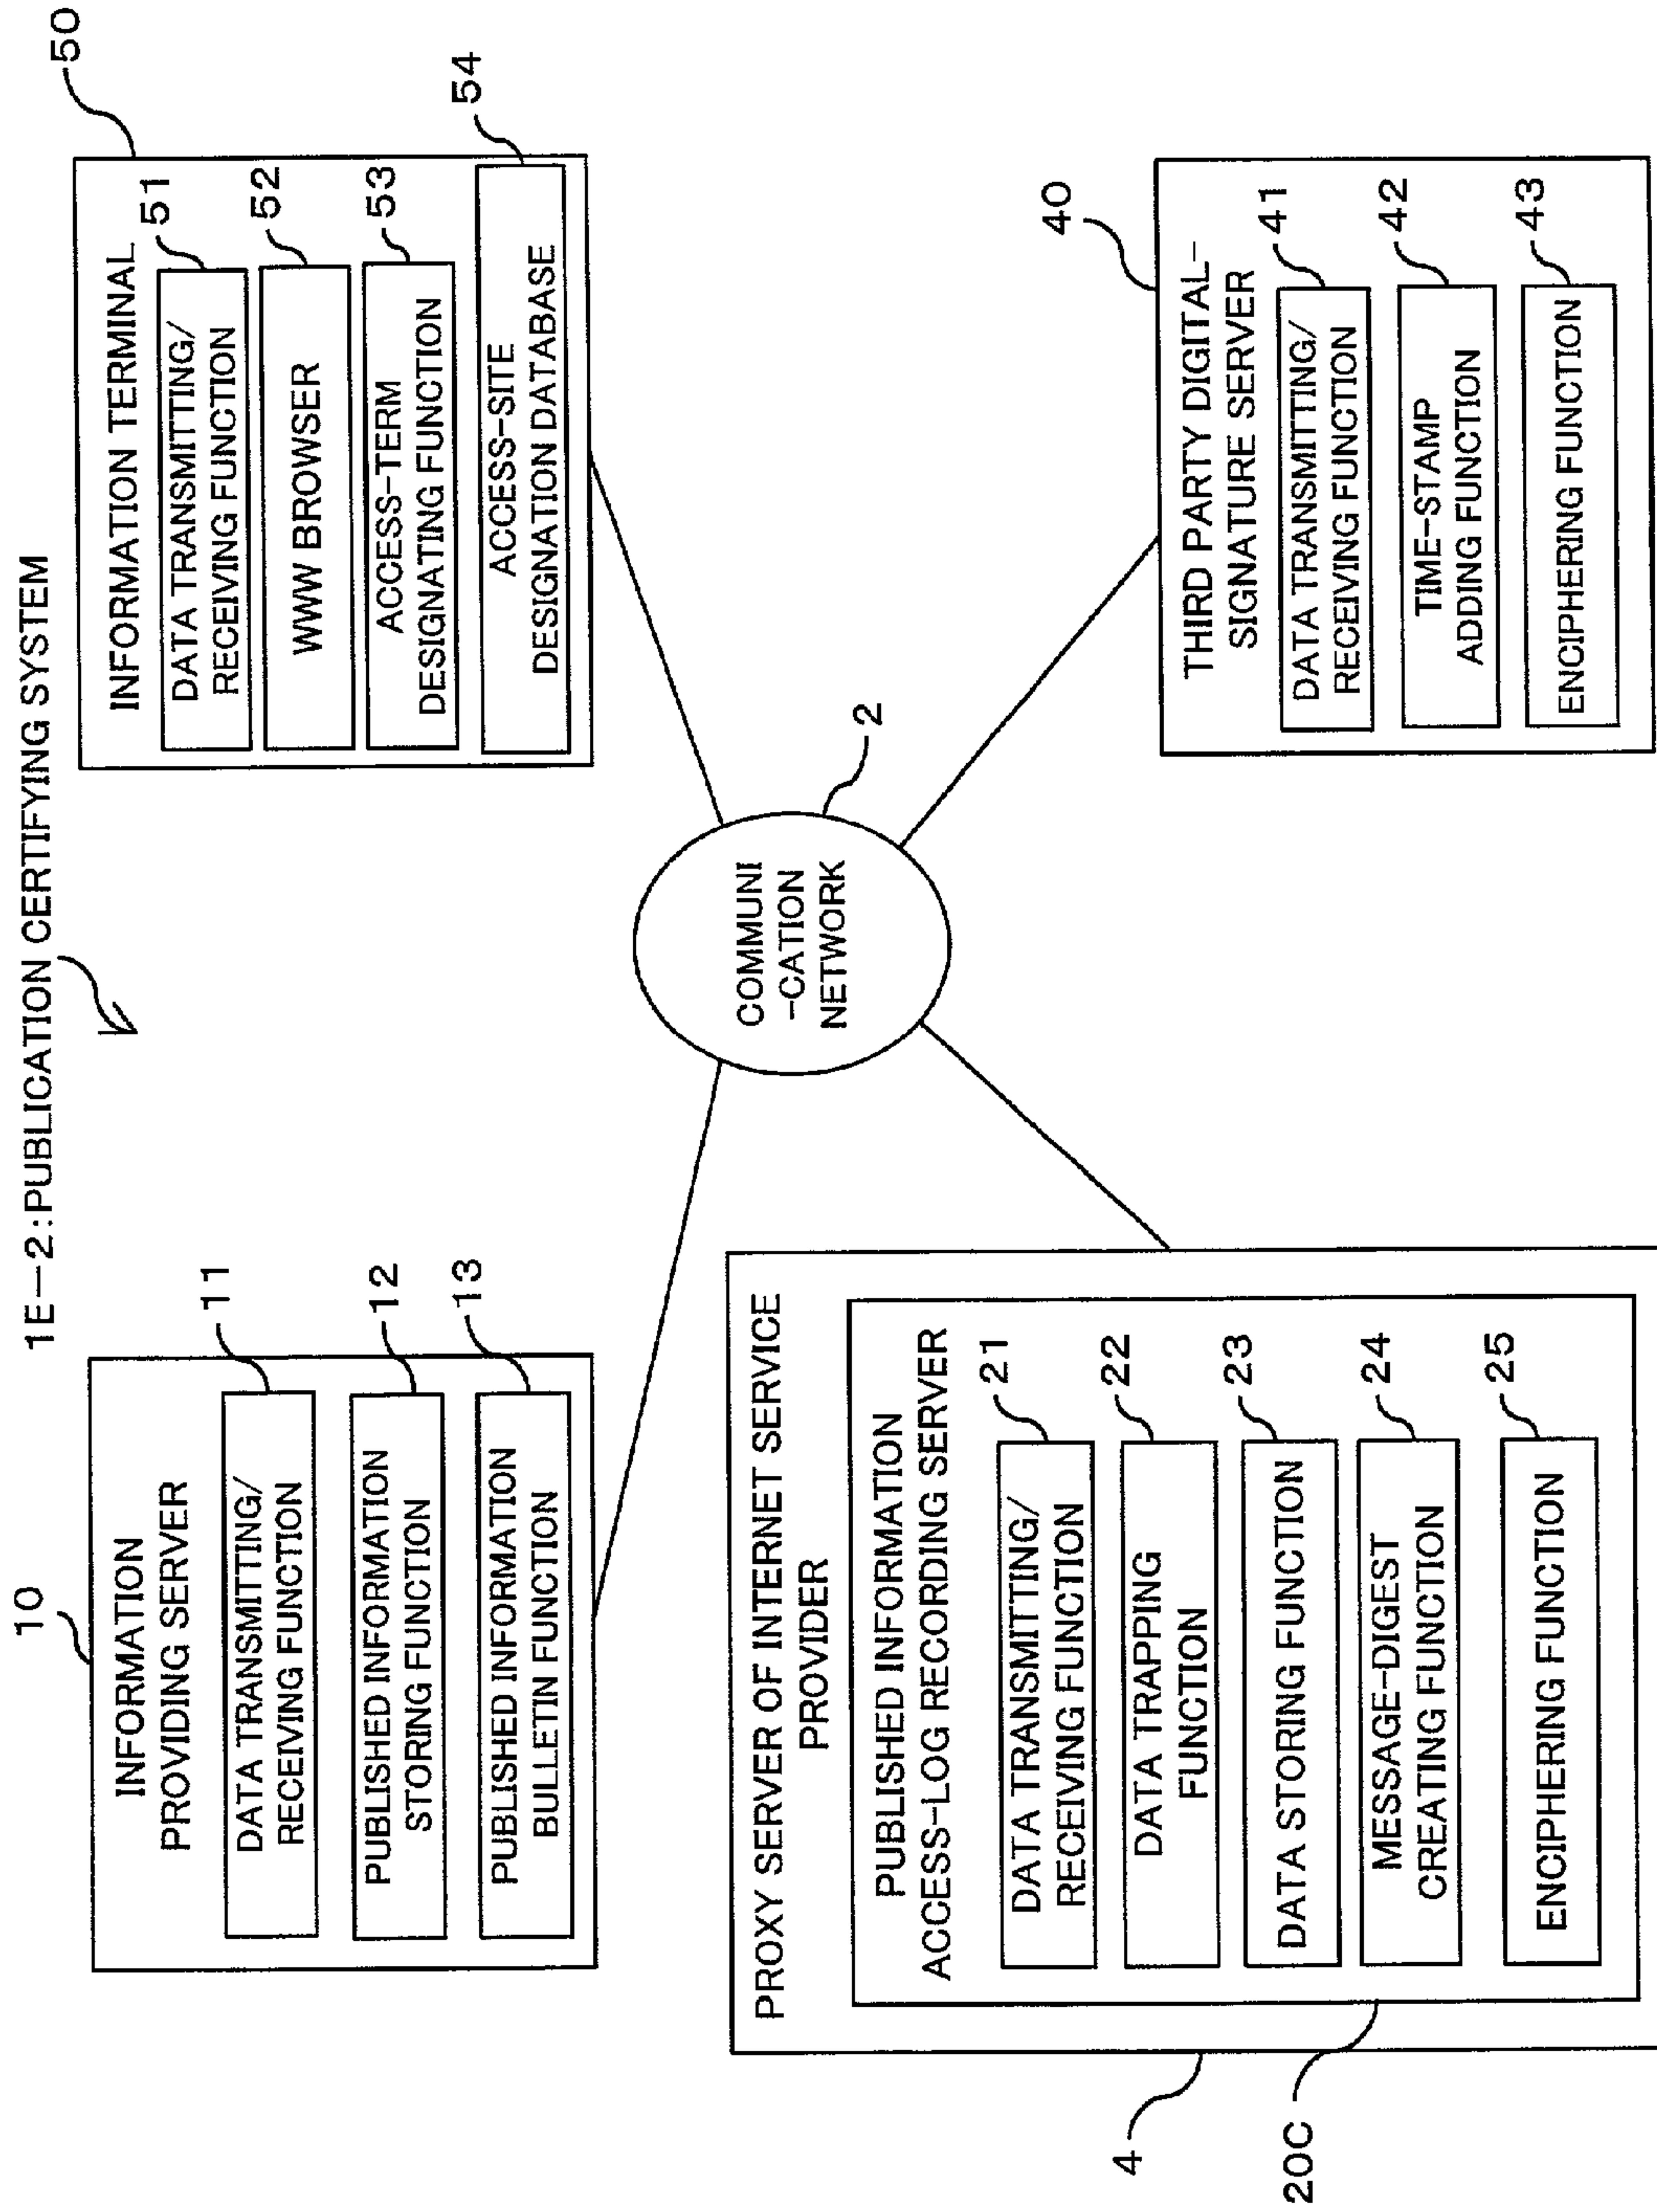 1E-2:PUBLICATION CERTIFYING SYSTEM
10
INFORMATION
PROVIDING SERVER
11
DATA TRANSMITTING/
RECEIVING FUNCTION
12
PUBLISHED INFORMATION
STORING FUNCTION
13
PUBLISHED INFORMATION
BULLETIN FUNCTION
50
INFORMATION TERMINAL
51
DATA TRANSMITTING/
RECEIVING FUNCTION
52
WWW BROWSER
53
ACCESS-TERM
DESIGNATING FUNCTION
54
ACCESS-SITE
DESIGNATION DATABASE
2
COMMUNI
-CATION
NETWORK
PROXY SERVER OF INTERNET SERVICE
PROVIDER
PUBLISHED INFORMATION
ACCESS-LOG RECORDING SERVER
21
DATA TRANSMITTING/
RECEIVING FUNCTION
22
DATA TRAPPING
FUNCTION
23
DATA STORING FUNCTION
24
MESSAGE-DIGEST
CREATING FUNCTION
25
ENCIPHERING FUNCTION
4
20C
40
THIRD PARTY DIGITAL-
SIGNATURE SERVER
41
DATA TRANSMITTING/
RECEIVING FUNCTION
42
TIME-STAMP
ADDING FUNCTION
43
ENCIPHERING FUNCTION